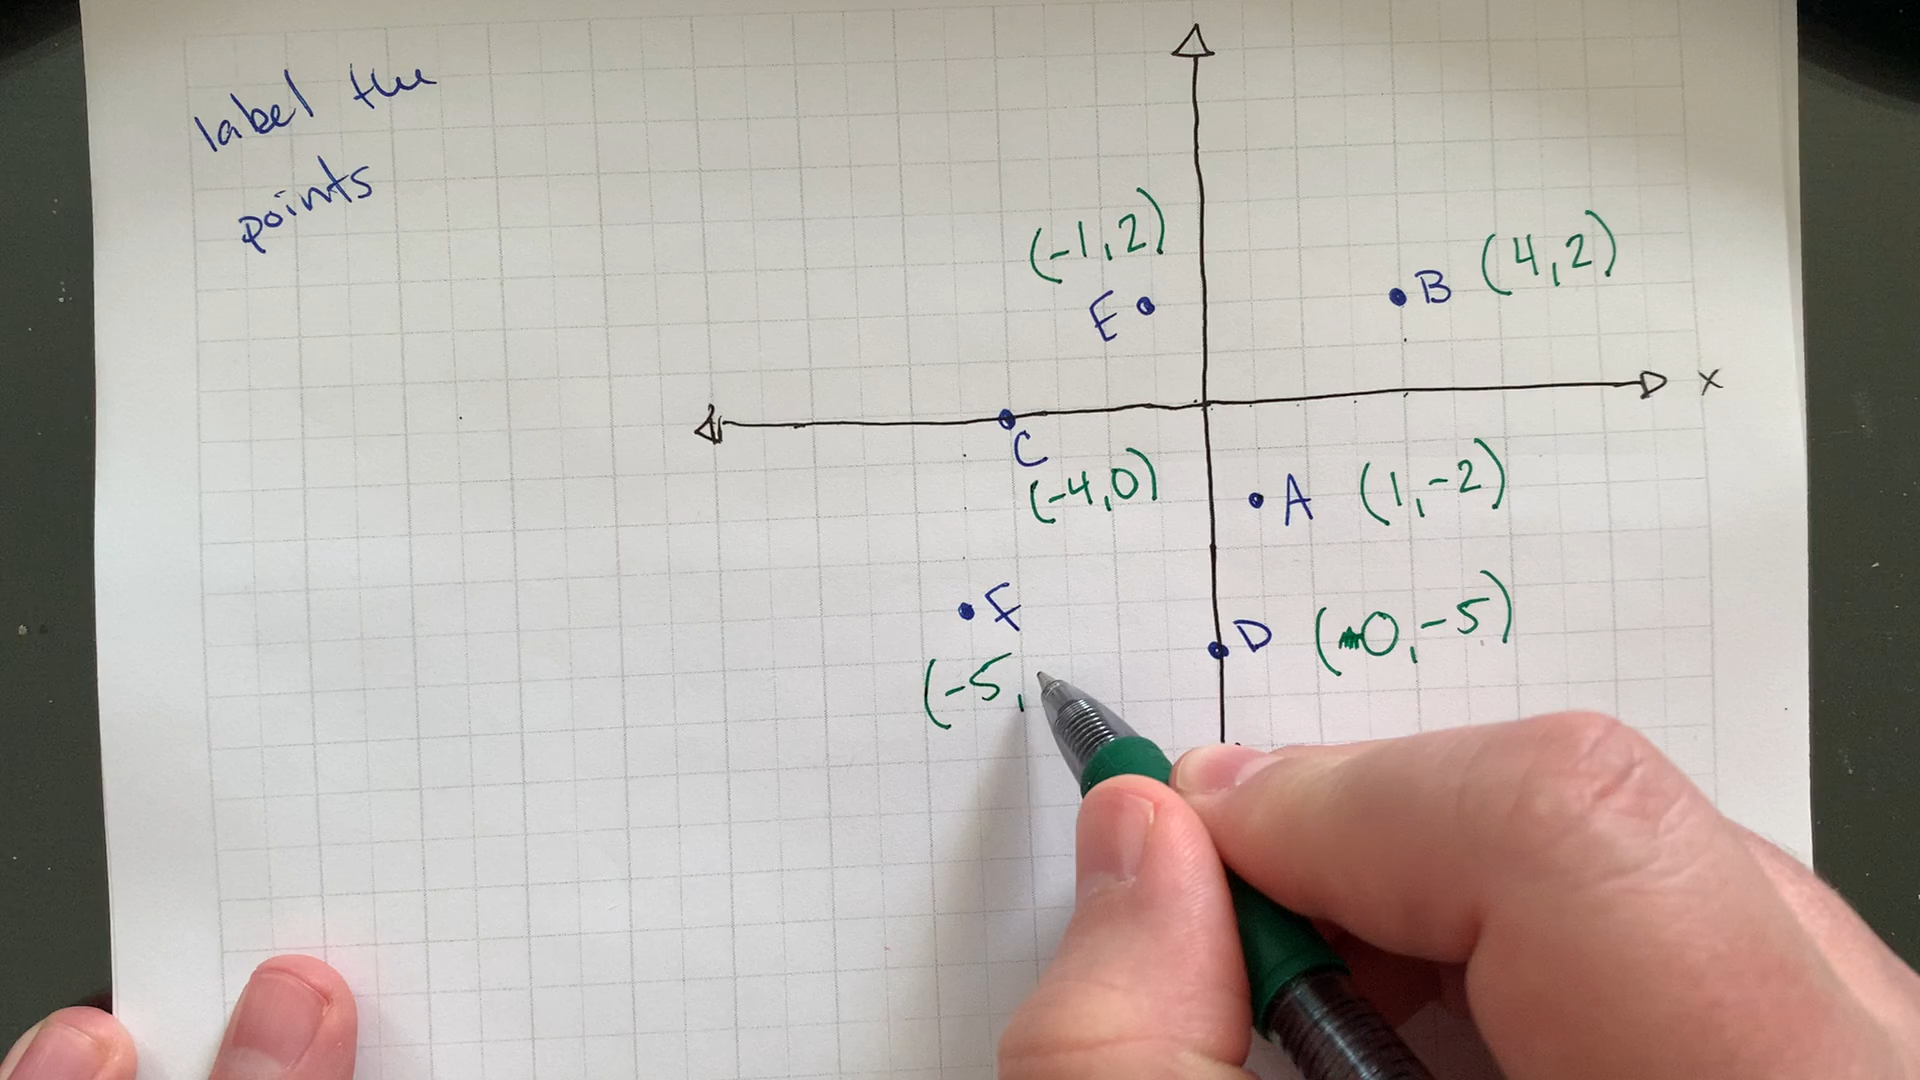 label the
points
(-1,2)
E
B (4,2)
x
C
(-4,0)
A (1,-2)
F
D (0,-5)
(-5,